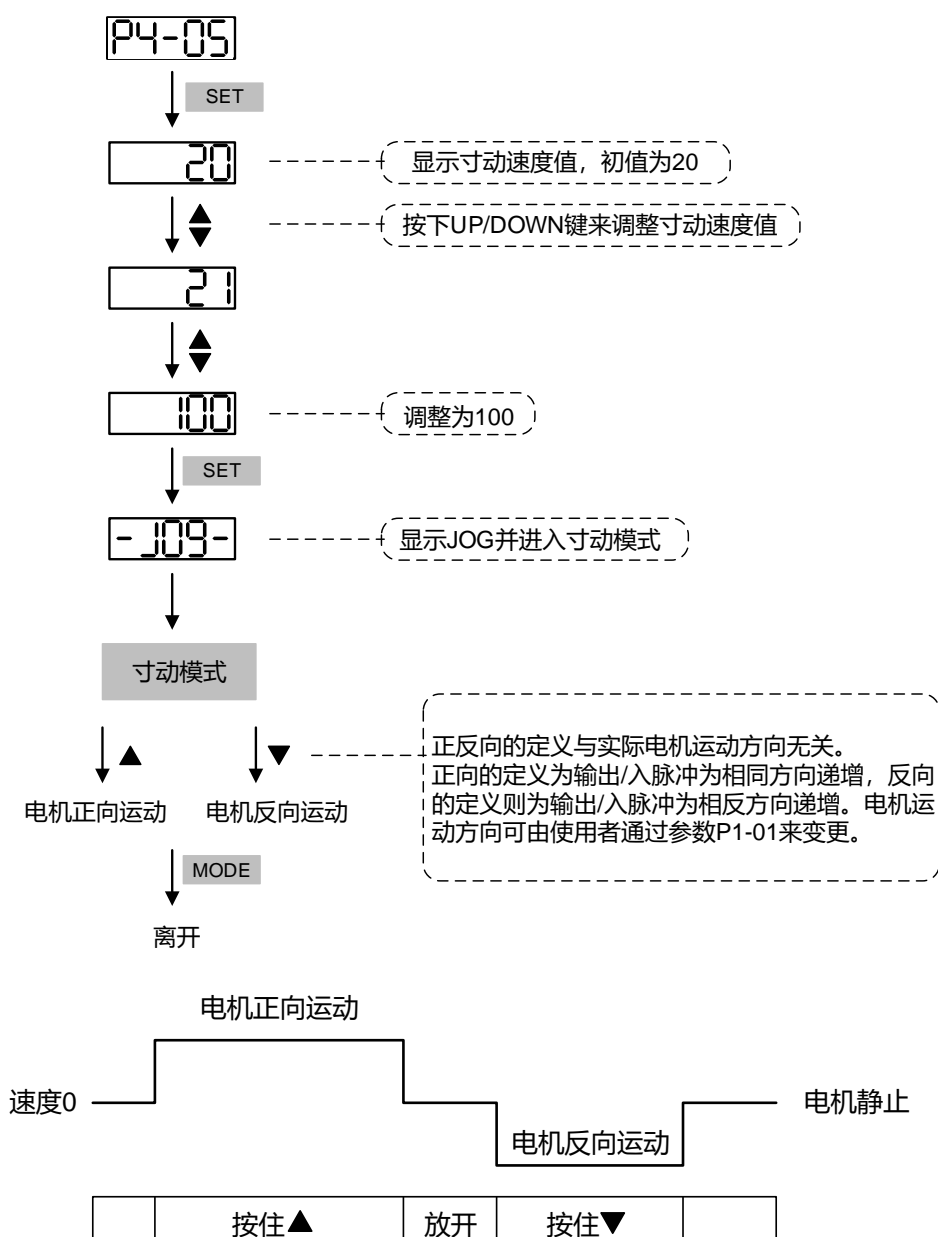 P4-05
SET
20
显示寸动速度值，初值为20
▲
▼
按下UP/DOWN键来调整寸动速度值
21
▲
▼
100
调整为100
SET
-JOG-
显示JOG并进入寸动模式
寸动模式
▲
▼
正反向的定义与实际电机运动方向无关。
正向的定义为输出/入脉冲为相同方向递增，反向
的定义则为输出/入脉冲为相反方向递增。电机运
动方向可由使用者通过参数P1-01来变更。
电机正向运动
电机反向运动
MODE
离开
电机正向运动
速度0
电机静止
电机反向运动
按住▲
放开
按住▼